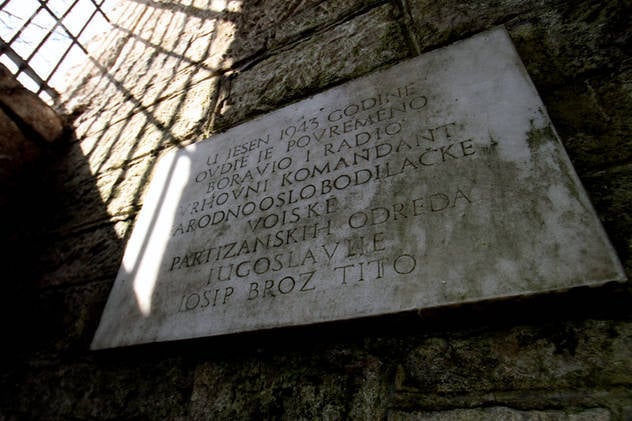 U JESEN 1943 GODINE
OVDJE JE POVREMENO
BORAVIO I RADIO
VRHOVNI KOMANDANT
NARODNOOSLOBODILAČKE
VOJSKE
PARTIZANSKIH ODREDA
JUGOSLAVIJE
JOSIP BROZ TITO